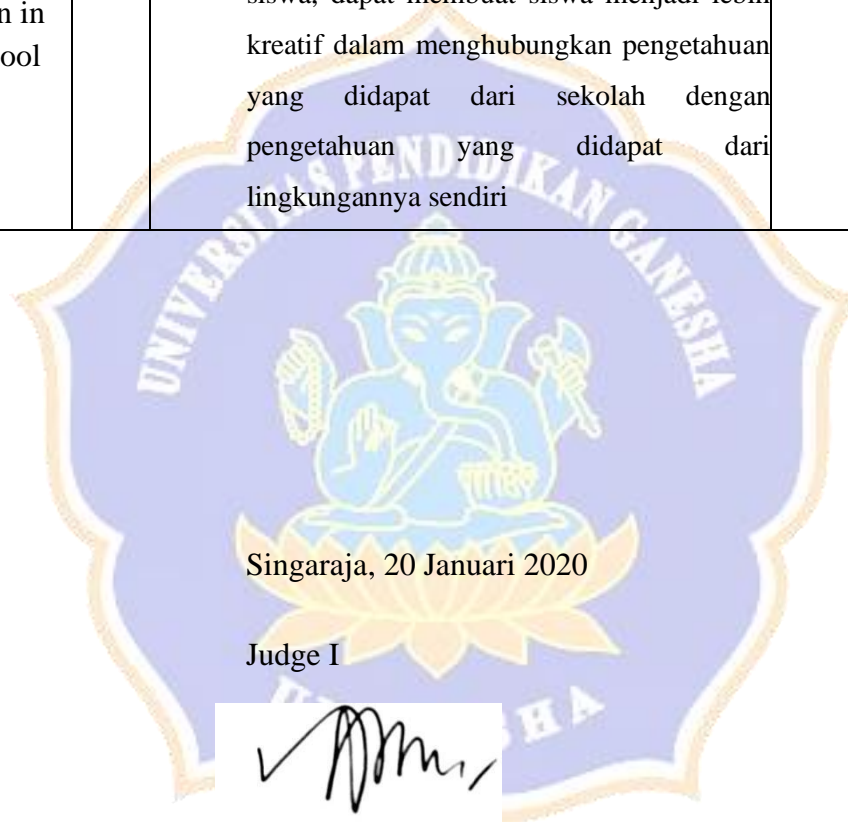 n in
ool
siswa, dapat membuat siswa menjadi lebih
kreatif dalam menghubungkan pengetahuan
yang didapat dari sekolah dengan
pengetahuan yang didapat dari
lingkungannya sendiri
UNIVERSITAS PENDIDIKAN GANESHA
Singaraja, 20 Januari 2020
Judge I